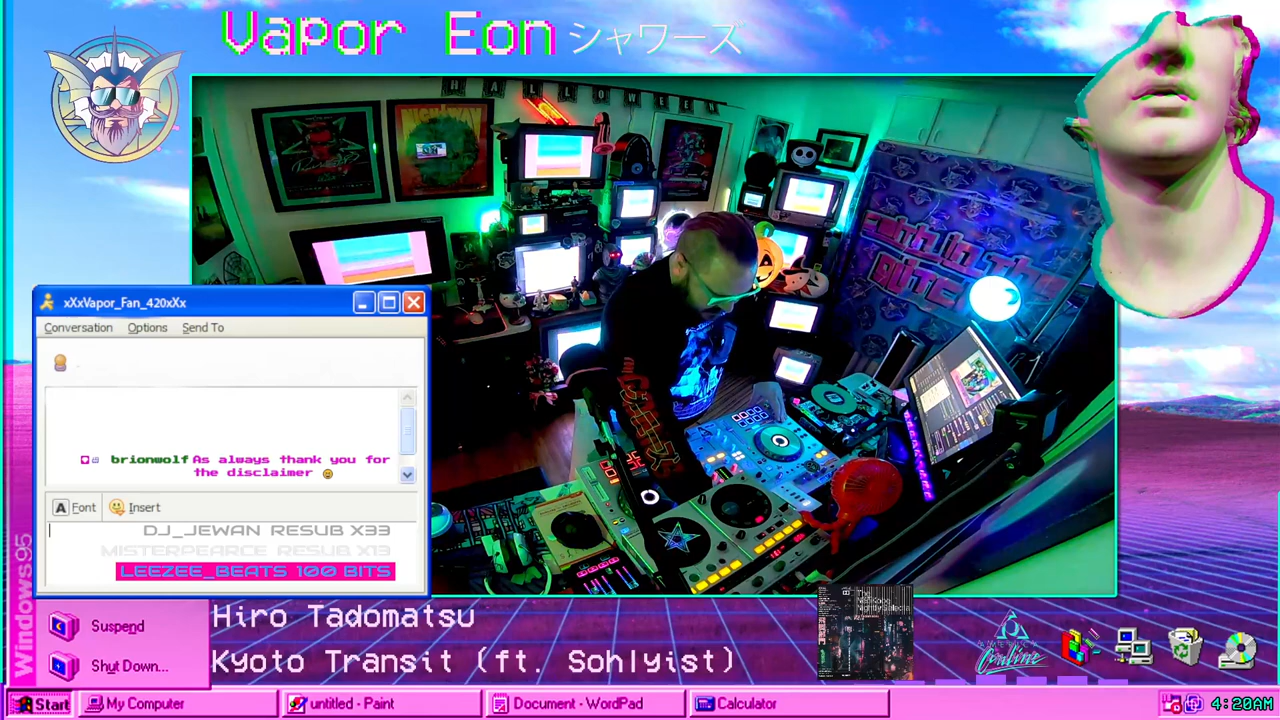 Vapor Eon シャワーズ
HALLOWEEN
xXxVapor_Fan_420xXx
Conversation Options Send To
brionwolf As always thank you for
the disclaimer
A Font Insert
DJ_JEWAN RESUB X33
MISTERPEARCE RESUB X13
LEEZEE_BEATS 100 BITS
Windows95
Suspend
Shut Down...
Hiro Tadomatsu
Kyoto Transit (ft. Sohlyist)
Online
Start
My Computer
untitled - Paint
Document - WordPad
Calculator
4:20AM